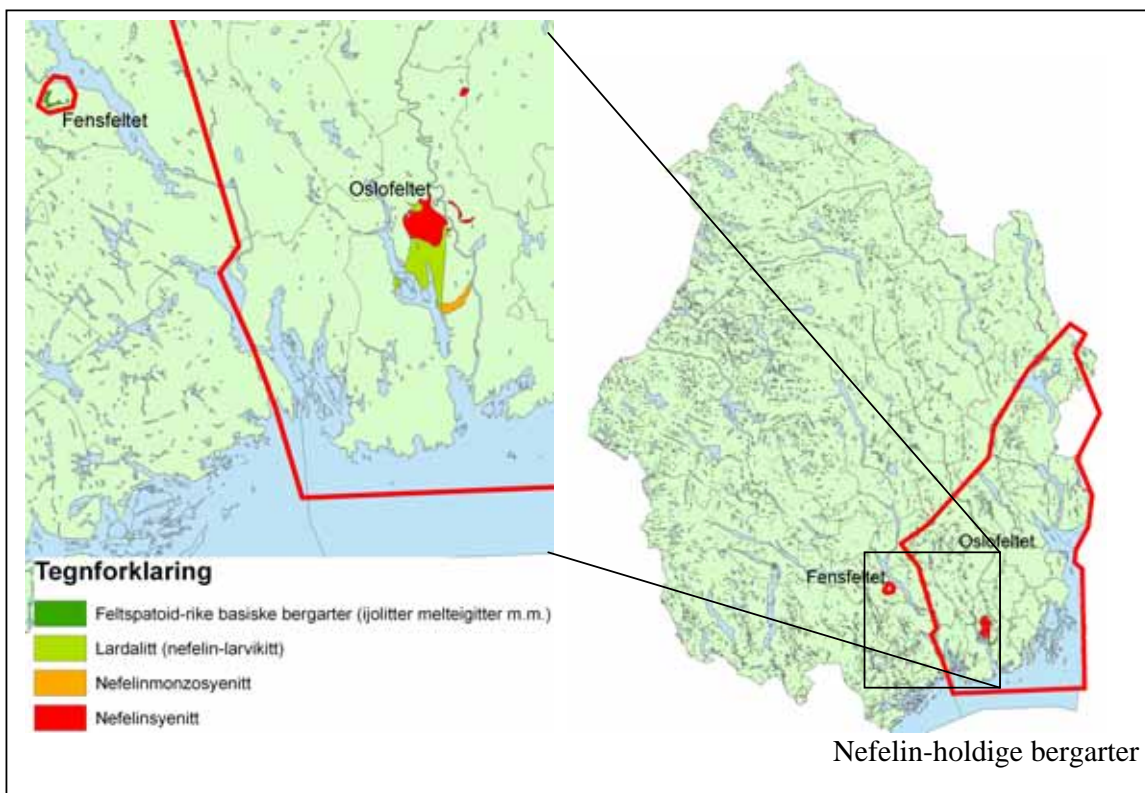 Fensfeltet
Oslofeltet
Tegnforklaring
Feltspatoid-rike basiske bergarter (ijolitter melteigitter m.m.)
Lardalitt (nefelin-larvikitt)
Nefelinmonzosyenitt
Nefelinsyenitt
Oslofeltet
Fensfeltet
Nefelin-holdige bergarter